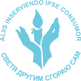 ALIIS INSERVIENDO IPSE CONSUMOR
СВЕТЯ ДРУГИМ СГОРАЮ САМ